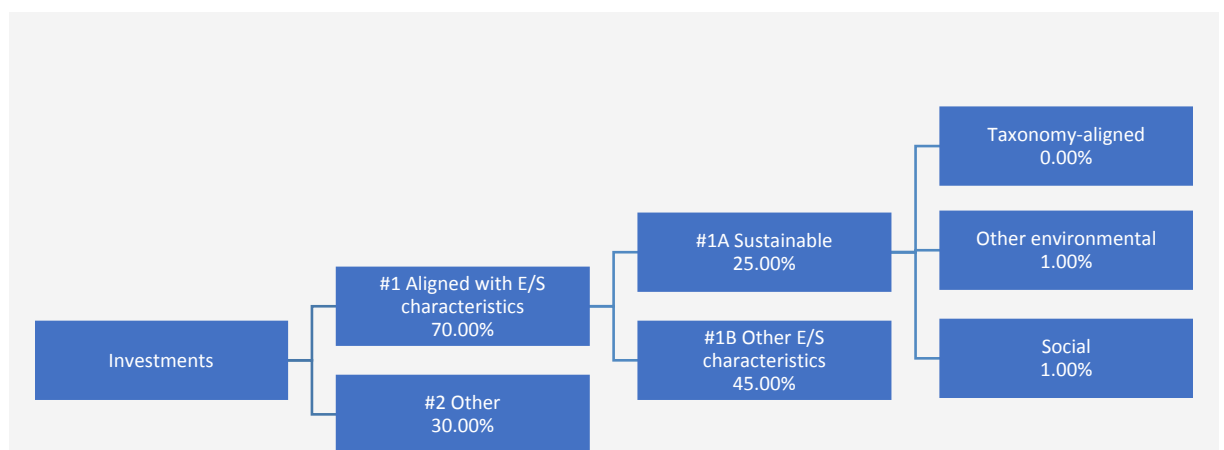 Investments
#1 Aligned with E/S
characteristics
70.00%
#2 Other
30.00%
#1A Sustainable
25.00%
#1B Other E/S
characteristics
45.00%
Taxonomy-aligned
0.00%
Other environmental
1.00%
Social
1.00%